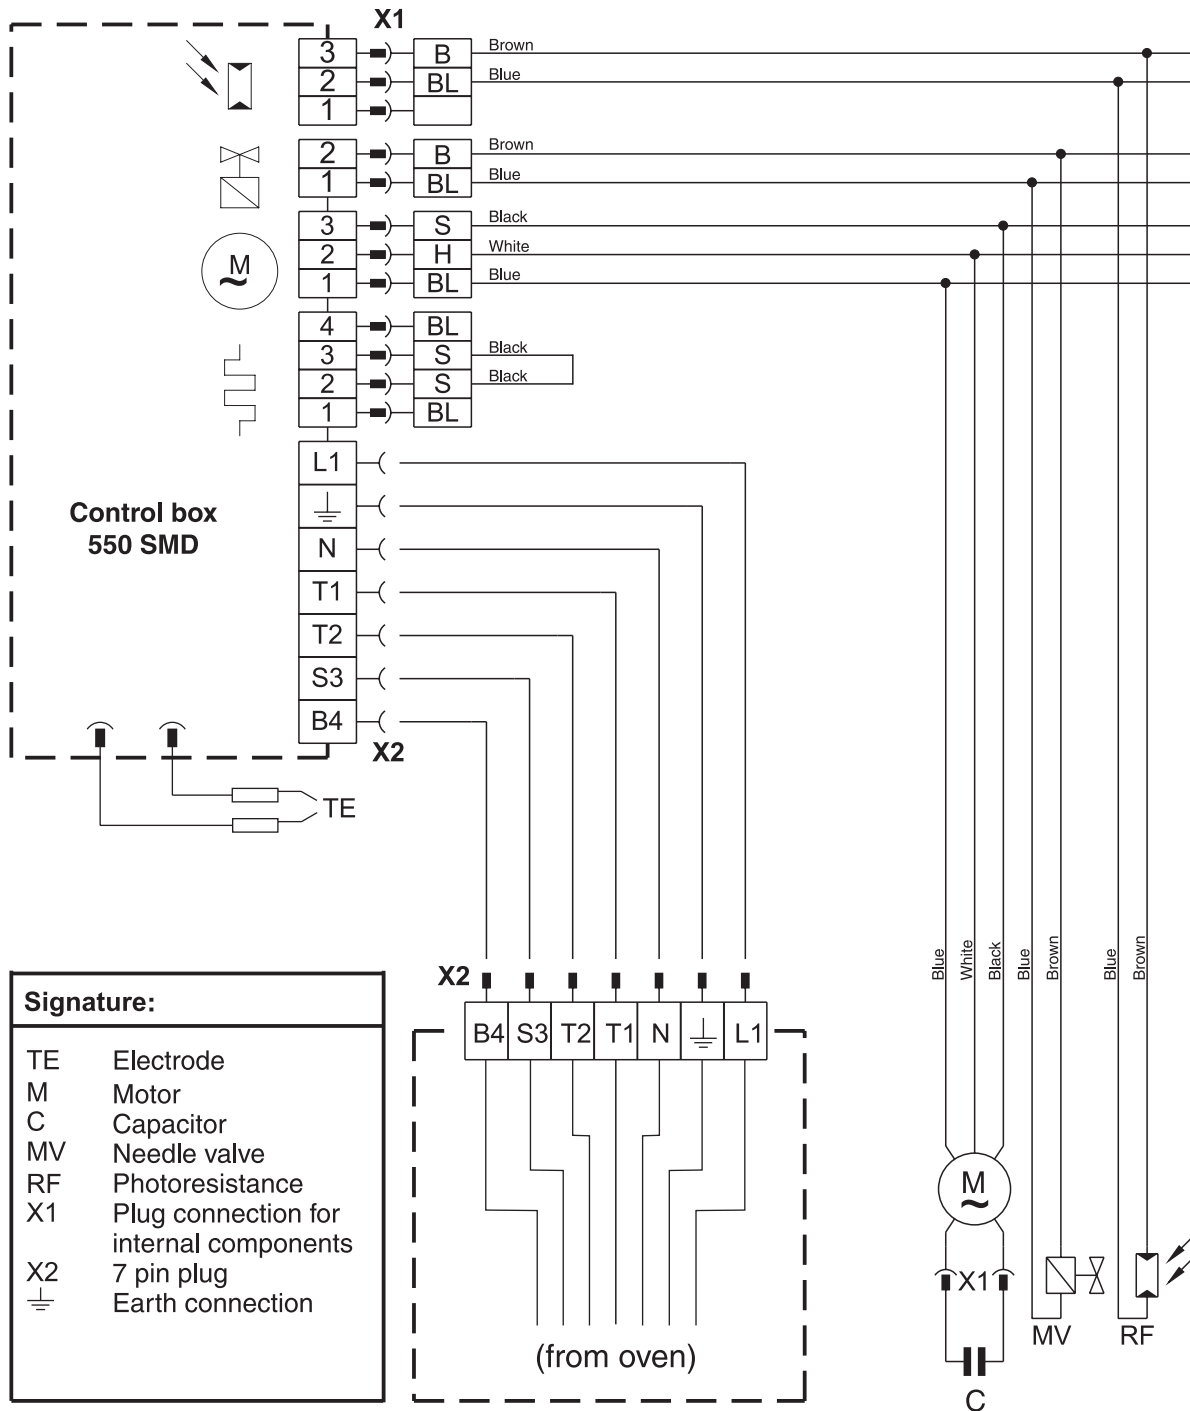 X1
3 B Brown
2 BL Blue
1
2 B Brown
1 BL Blue
3 S Black
2 H White
1 BL Blue
M
~
4 BL
3 S Black
2 S Black
1 BL
L1
N
T1
T2
S3
B4
X2
Control box
550 SMD
TE
Blue White Black Blue Brown Blue Brown
X2
B4 S3 T2 T1 N L1
(from oven)
M
~
X1
MV
RF
C
Signature:
TE Electrode
M Motor
C Capacitor
MV Needle valve
RF Photoresistance
X1 Plug connection for
internal components
X2 7 pin plug
Earth connection